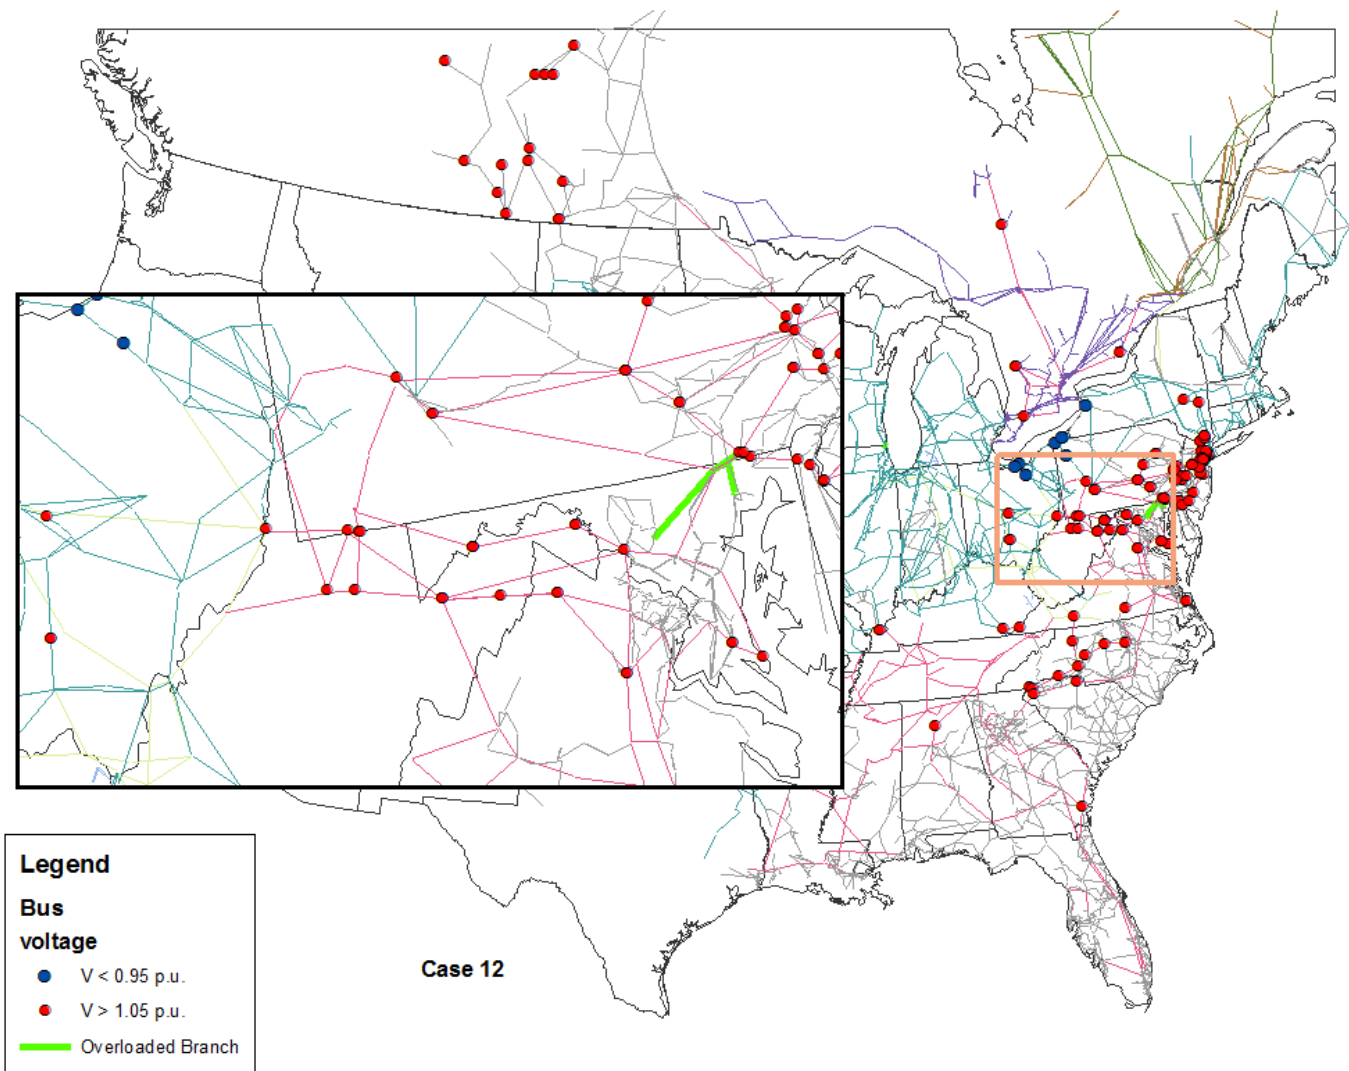 Legend
Bus
voltage
V < 0.95 p.u.
V > 1.05 p.u.
Overloaded Branch
Case 12